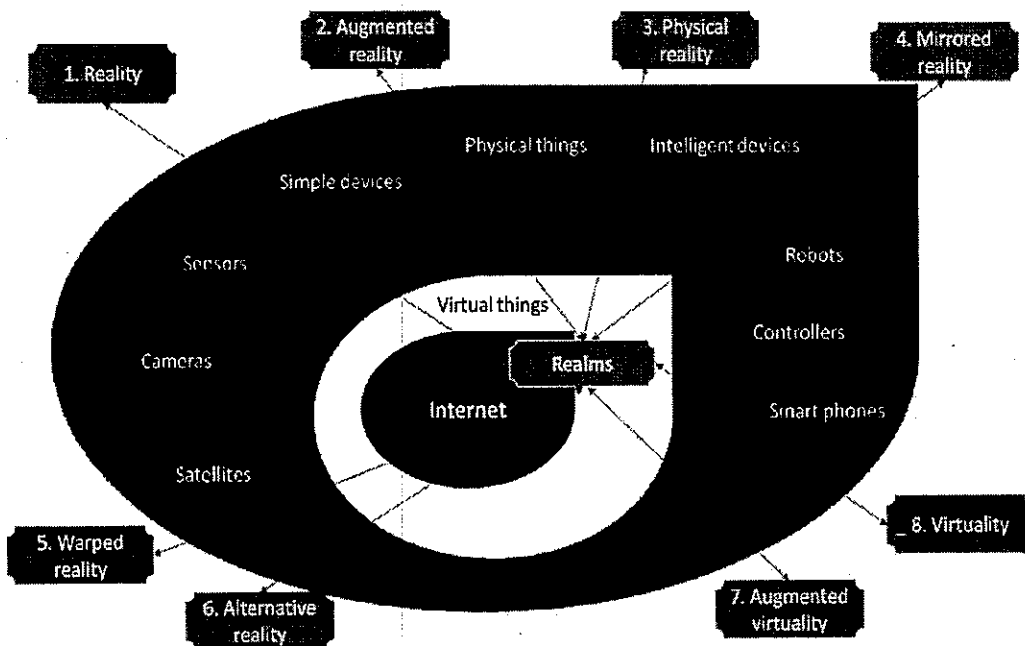 2. Augmented
reality
3. Physical
reality
4. Mirrored
reality
1. Reality
Physical things
Intelligent devices
Simple devices
Sensors
Robots
Virtual things
Controllers
Cameras
Realms
Internet
Smart phones
Satellites
5. Warped
reality
_ 8. Virtuality
6. Alternative
reality
7. Augmented
virtuality